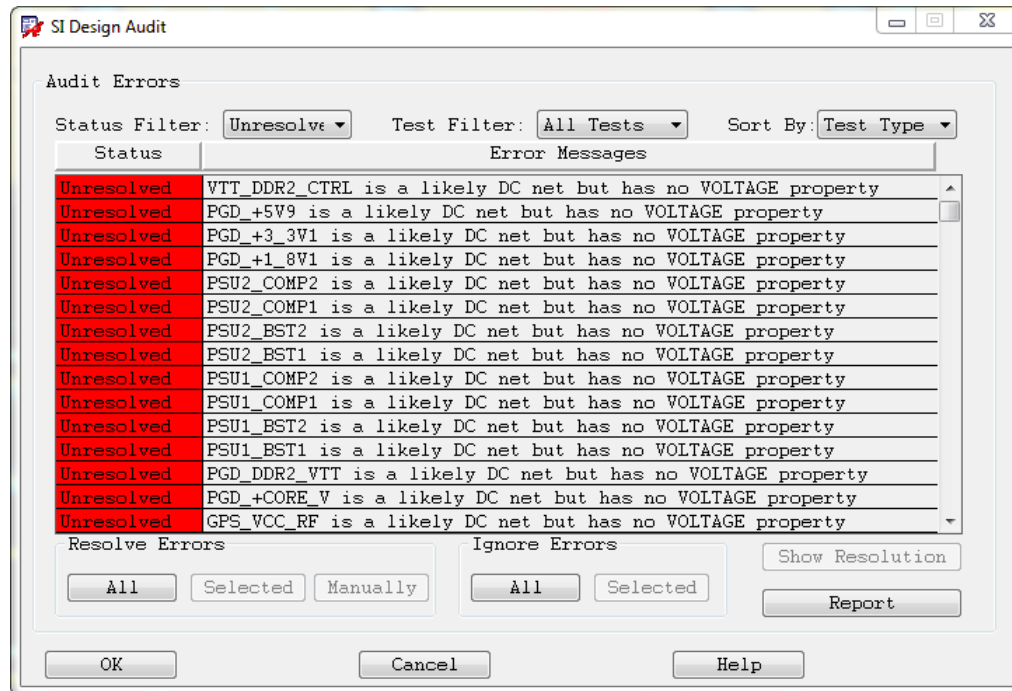 SI Design Audit
Audit Errors
Status Filter: Unresolve Test Filter: All Tests Sort By: Test Type
Status Error Messages
Unresolved VTT_DDR2_CTRL is a likely DC net but has no VOLTAGE property
Unresolved PGD_+5V9 is a likely DC net but has no VOLTAGE property
Unresolved PGD_+3_3V1 is a likely DC net but has no VOLTAGE property
Unresolved PGD_+1_8V1 is a likely DC net but has no VOLTAGE property
Unresolved PSU2_COMP2 is a likely DC net but has no VOLTAGE property
Unresolved PSU2_COMP1 is a likely DC net but has no VOLTAGE property
Unresolved PSU2_BST2 is a likely DC net but has no VOLTAGE property
Unresolved PSU2_BST1 is a likely DC net but has no VOLTAGE property
Unresolved PSU1_COMP2 is a likely DC net but has no VOLTAGE property
Unresolved PSU1_COMP1 is a likely DC net but has no VOLTAGE property
Unresolved PSU1_BST2 is a likely DC net but has no VOLTAGE property
Unresolved PSU1_BST1 is a likely DC net but has no VOLTAGE property
Unresolved PGD_DDR2_VTT is a likely DC net but has no VOLTAGE property
Unresolved PGD_+CORE_V is a likely DC net but has no VOLTAGE property
Unresolved GPS_VCC_RF is a likely DC net but has no VOLTAGE property
Resolve Errors Ignore Errors
Show Resolution
All Selected Manually All Selected
Report
OK Cancel Help